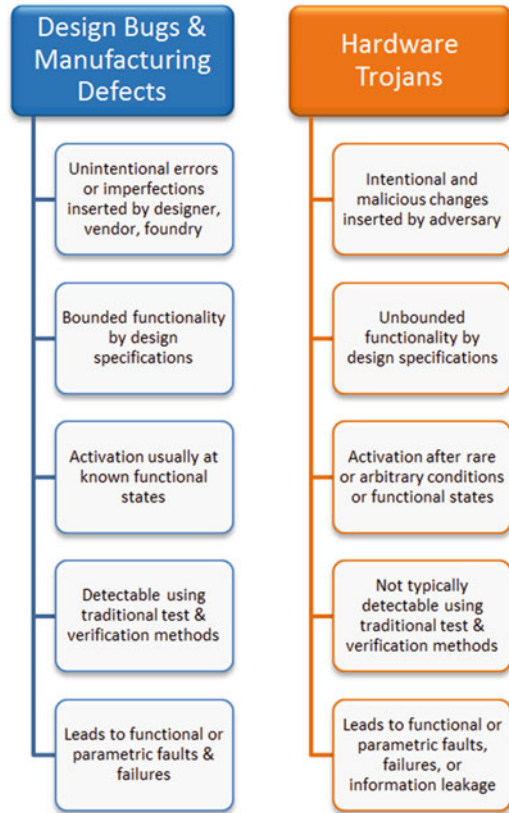 Design Bugs &
Manufacturing
Defects
Unintentional errors
or imperfections
inserted by designer,
vendor, foundry
Bounded functionality
by design
specifications
Activation usually at
known functional
states
Detectable using
traditional test &
verification methods
Leads to functional or
parametric faults &
failures
Hardware
Trojans
Intentional and
malicious changes
inserted by adversary
Unbounded
functionality by
design specifications
Activation after rare
or arbitrary conditions
or functional states
Not typically
detectable using
traditional test &
verification methods
Leads to functional or
parametric faults,
failures, or
information leakage